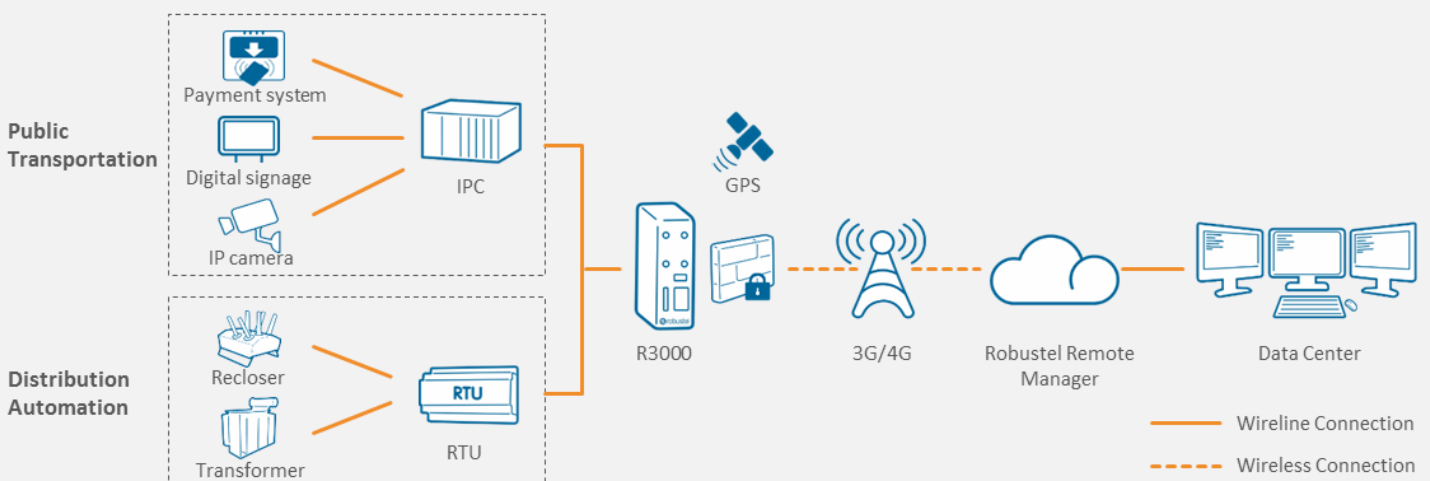 Public
Transportation
Payment system
Digital signage
IP camera
IPC
Distribution
Automation
Recloser
Transformer
RTU
RTU
GPS
robustel
R3000
3G/4G
Robustel Remote
Manager
Data Center
Wireline Connection
Wireless Connection